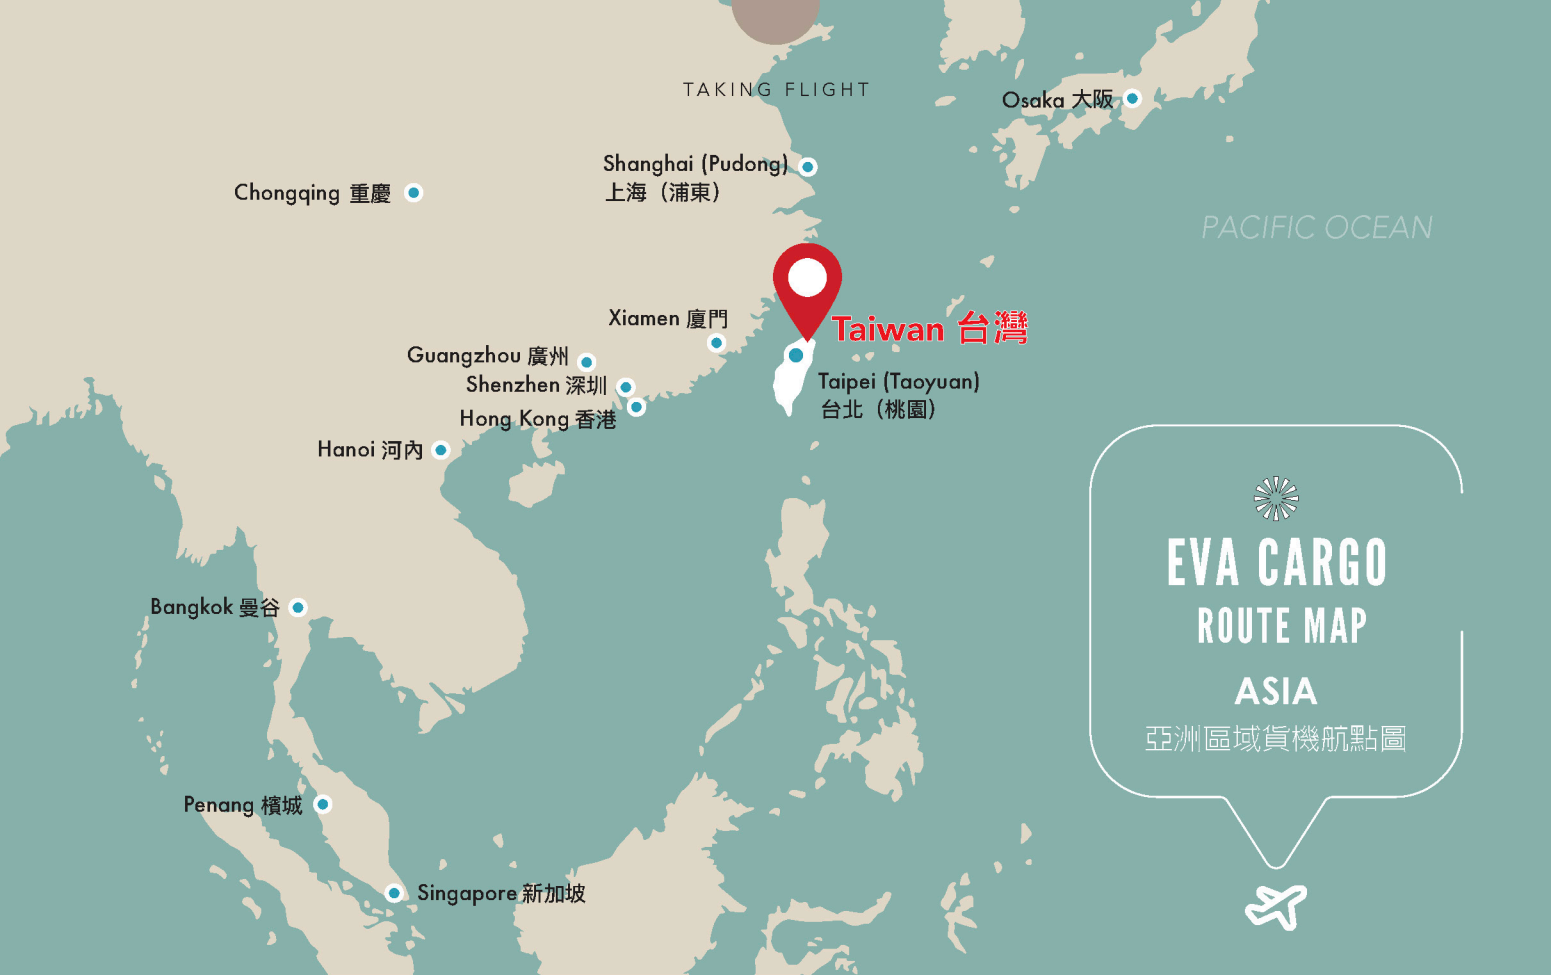 TAKING FLIGHT
Osaka 大阪
Shanghai (Pudong)
上海（浦東）
Chongqing 重慶
PACIFIC OCEAN
Xiamen 廈門
Taiwan 台灣
Guangzhou 廣州
Shenzhen 深圳
Taipei (Taoyuan)
台北（桃園）
Hong Kong 香港
Hanoi 河內
EVA CARGO
ROUTE MAP
ASIA
亞洲區域貨機航點圖
Bangkok 曼谷
Penang 檳城
Singapore 新加坡